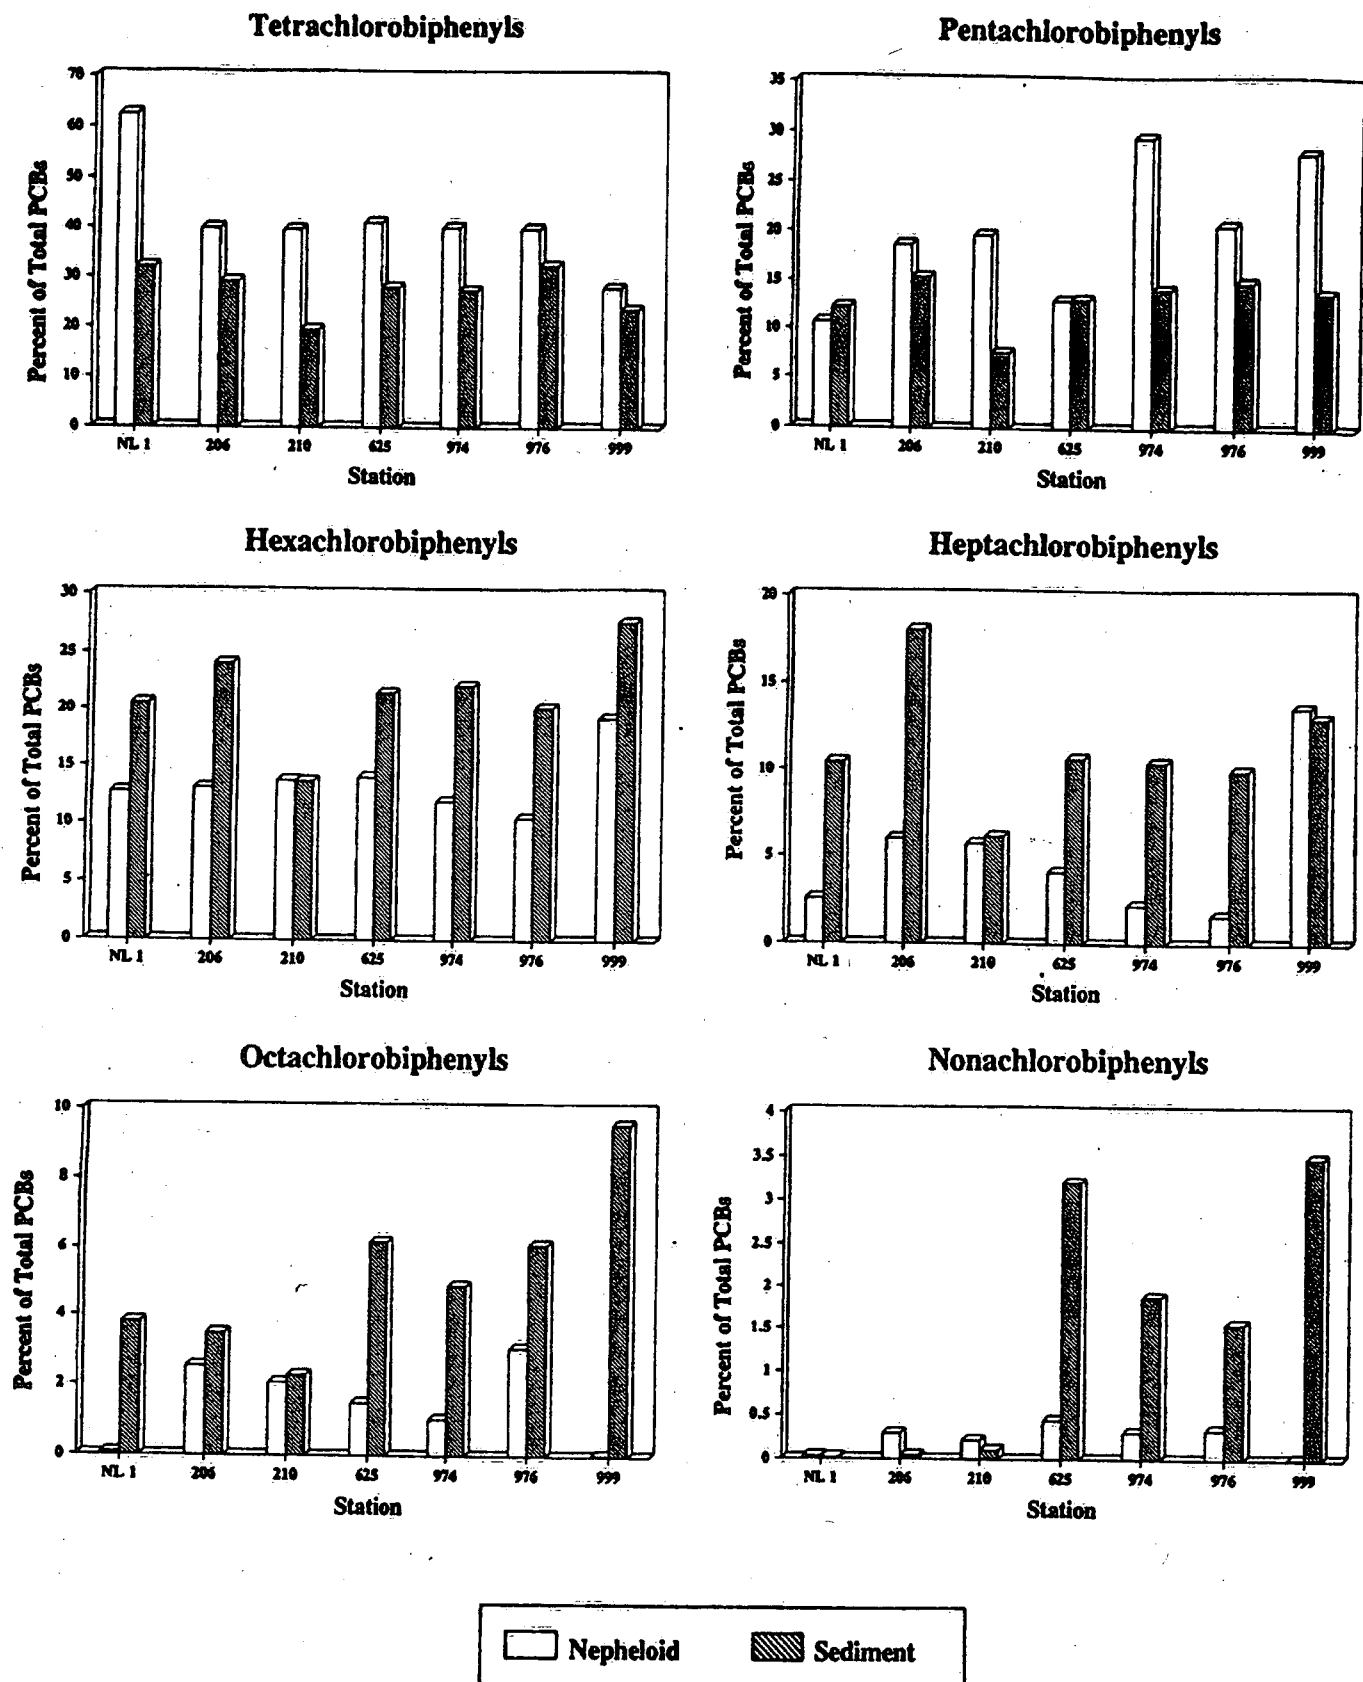 Tetrachlorobiphenyls
Percent of Total PCBs
70
60
50
40
30
20
10
0
NL 1 206 210 625 974 976 999
Station
Pentachlorobiphenyls
Percent of Total PCBs
35
30
25
20
15
10
5
0
NL 1 206 210 625 974 976 999
Station
Hexachlorobiphenyls
Percent of Total PCBs
30
25
20
15
10
5
0
NL 1 206 210 625 974 976 999
Station
Heptachlorobiphenyls
Percent of Total PCBs
20
15
10
5
0
NL 1 206 210 625 974 976 999
Station
Octachlorobiphenyls
Percent of Total PCBs
10
8
6
4
2
0
NL 1 206 210 625 974 976 999
Station
Nonachlorobiphenyls
Percent of Total PCBs
4
3.5
3
2.5
2
1.5
1
0.5
0
NL 1 206 210 625 974 976 999
Station
Nepheloid Sediment